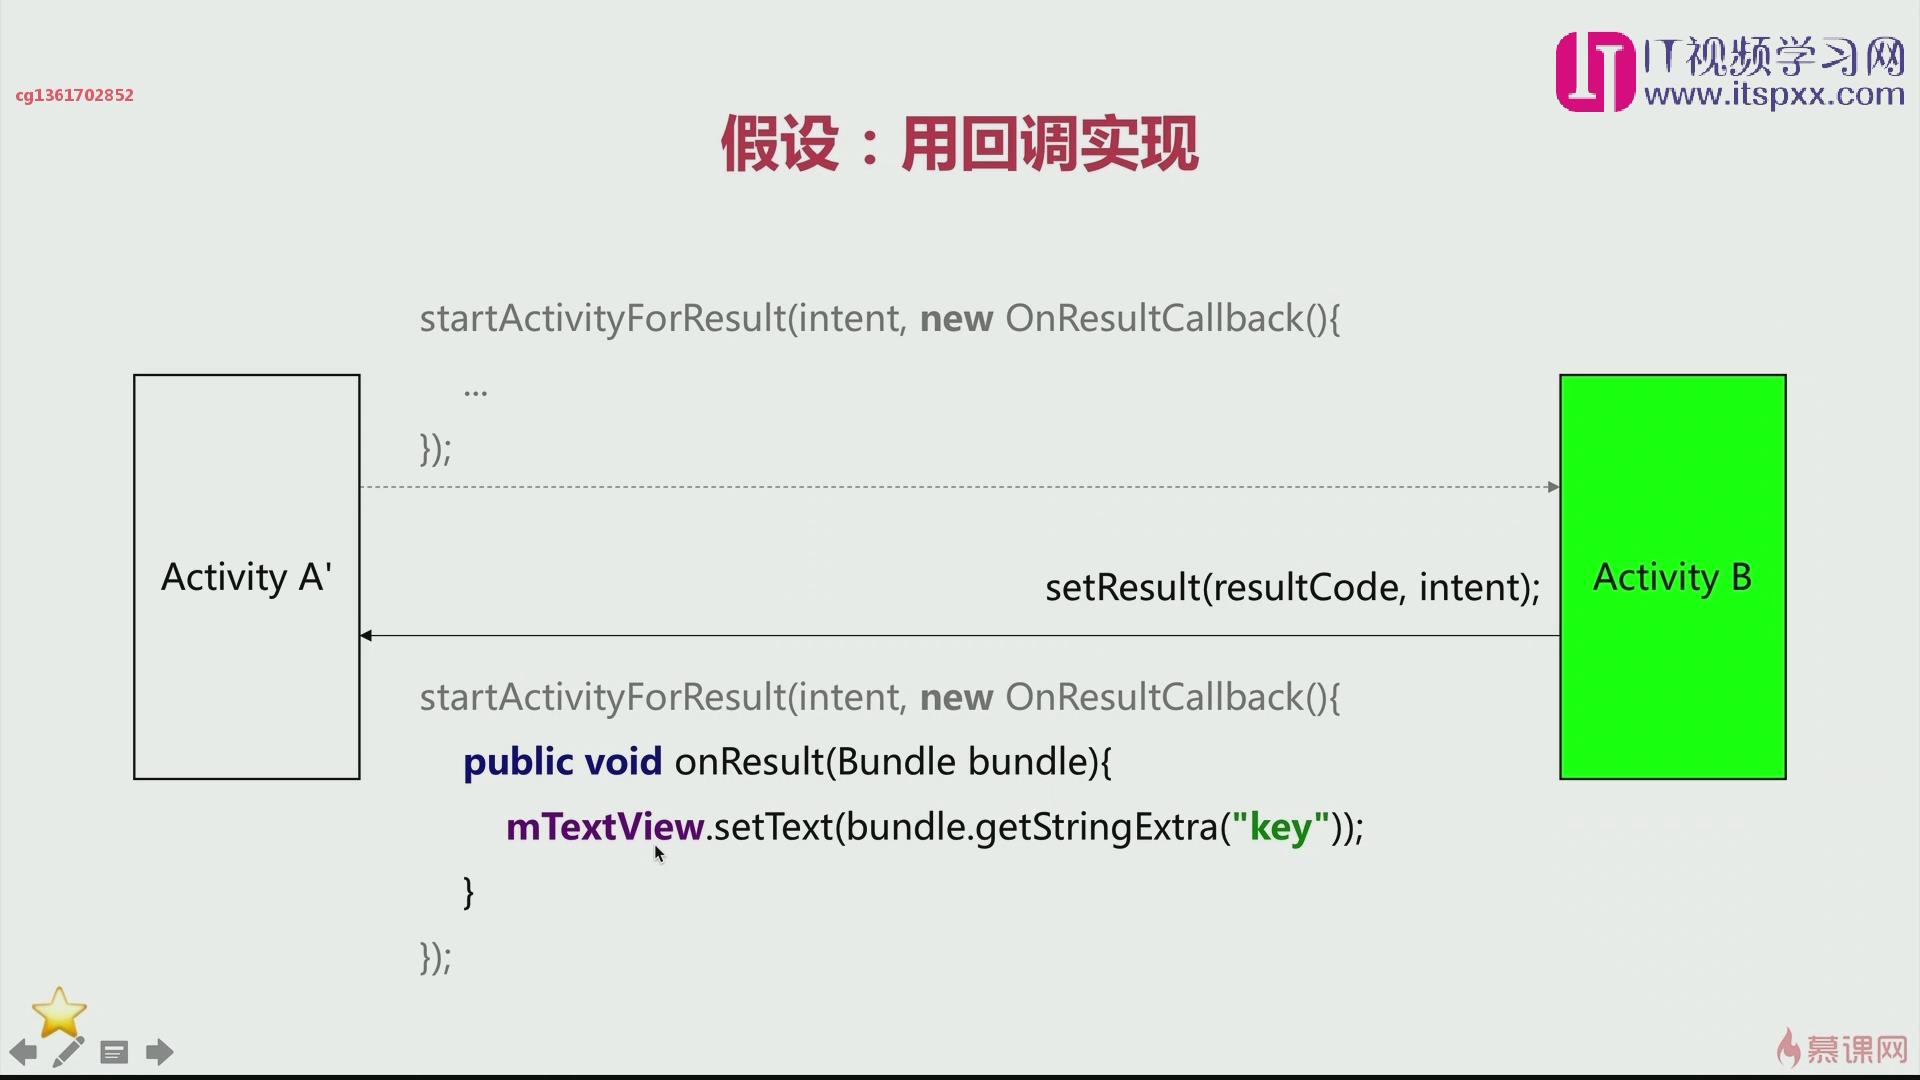 IT视频学习网
www.itspxx.com
cg1361702852
假设：用回调实现
startActivityForResult(intent, new OnResultCallback(){
...
});
Activity A'
setResult(resultCode, intent);
Activity B
startActivityForResult(intent, new OnResultCallback(){
public void onResult(Bundle bundle){
mTextView.setText(bundle.getStringExtra("key"));
}
});
慕课网